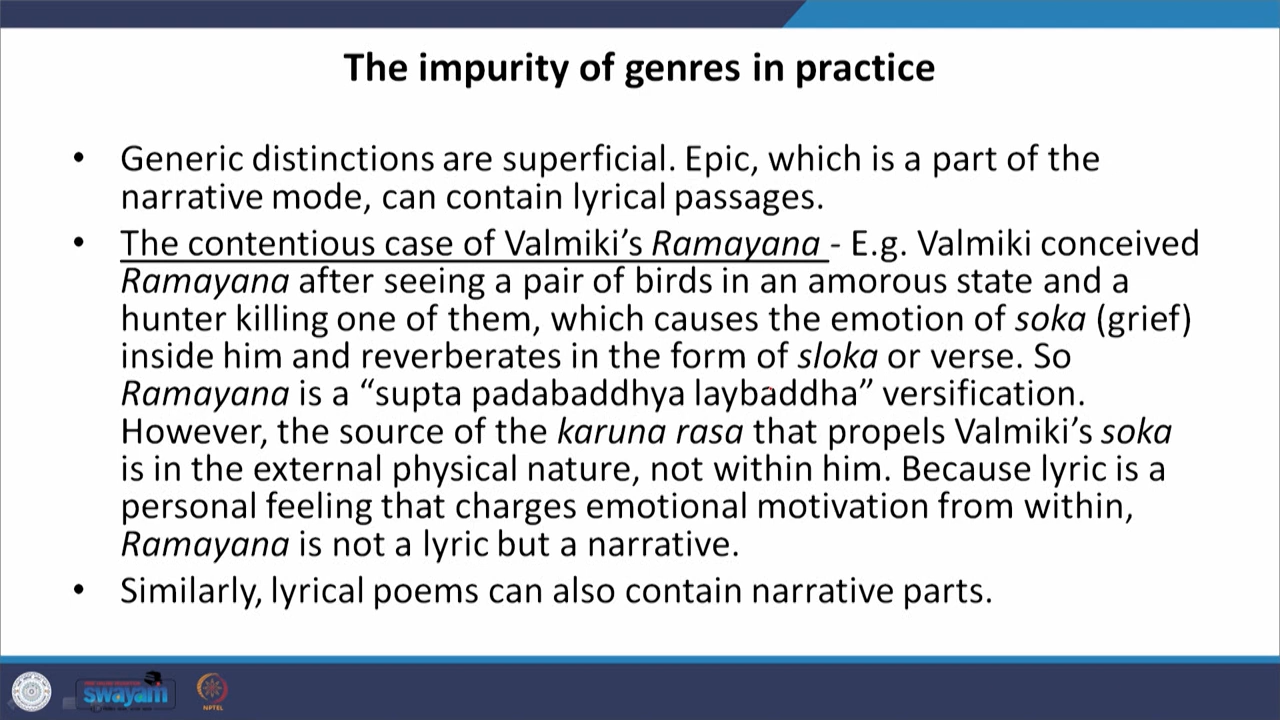 The impurity of genres in practice
• Generic distinctions are superficial. Epic, which is a part of the
narrative mode, can contain lyrical passages.
• The contentious case of Valmiki’s Ramayana - E.g. Valmiki conceived
Ramayana after seeing a pair of birds in an amorous state and a
hunter killing one of them, which causes the emotion of soka (grief)
inside him and reverberates in the form of sloka or verse. So
Ramayana is a “supta padabaddhya laybaddha” versification.
However, the source of the karuna rasa that propels Valmiki’s soka
is in the external physical nature, not within him. Because lyric is a
personal feeling that charges emotional motivation from within,
Ramayana is not a lyric but a narrative.
• Similarly, lyrical poems can also contain narrative parts.
swayam
NPTEL